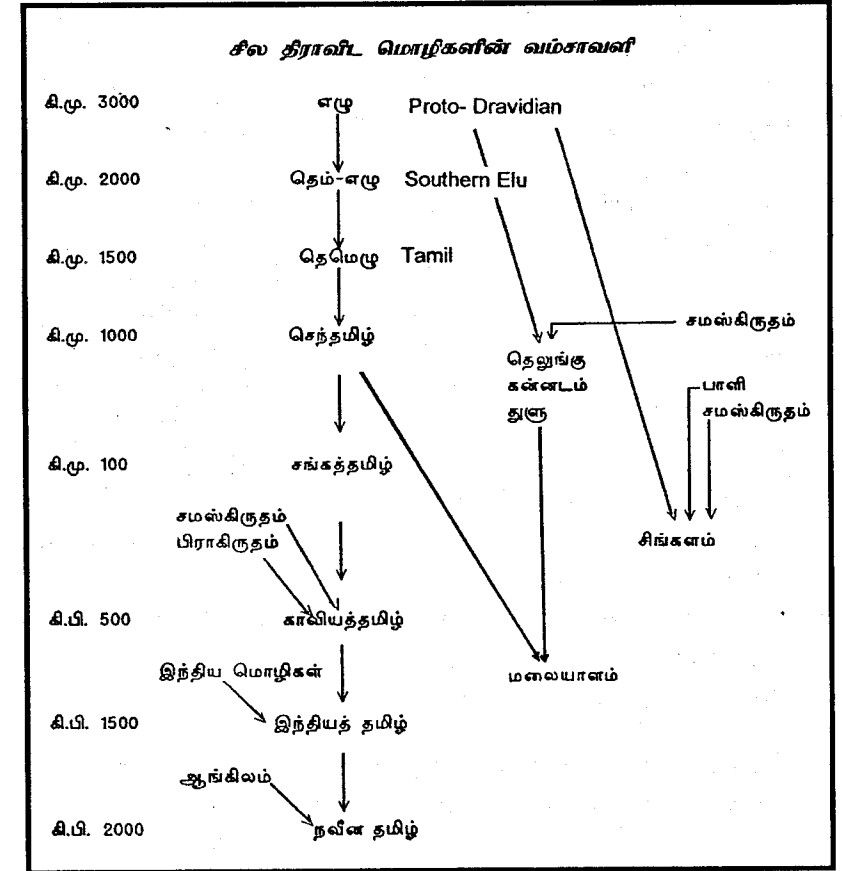 சில திராவிட மொழிகளின் வம்சாவளி
கி.மு. 3000 எழு Proto- Dravidian
கி.மு. 2000 தெம்-எழு Southern Elu
கி.மு. 1500 தெமெழு Tamil
கி.மு. 1000 செந்தமிழ்
சமஸ்கிருதம்
தெலுங்கு
கன்னடம்
துளு
பாளி
சமஸ்கிருதம்
கி.மு. 100 சங்கத்தமிழ்
சமஸ்கிருதம்
பிராகிருதம்
சிங்களம்
கி.பி. 500 காவியத்தமிழ்
இந்திய மொழிகள்
மலையாளம்
கி.பி. 1500 இந்தியத் தமிழ்
ஆங்கிலம்
கி.பி. 2000 நவீன தமிழ்